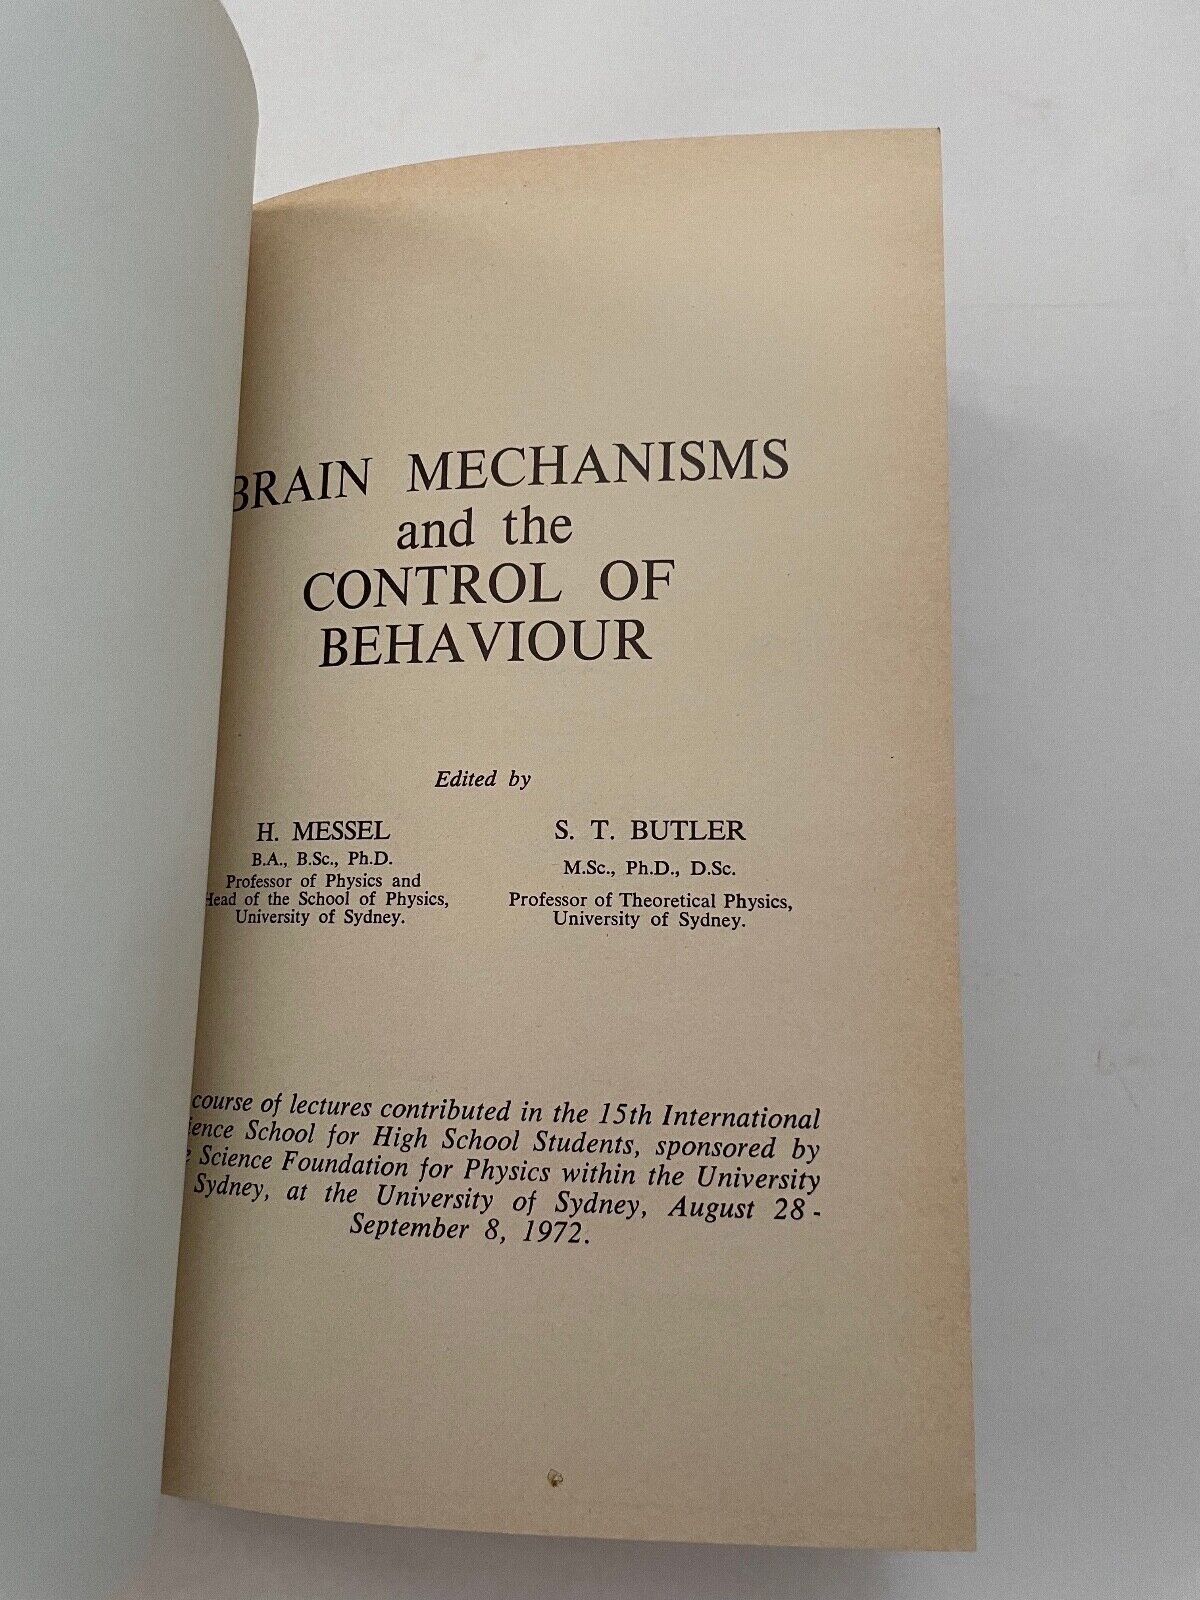 BRAIN MECHANISMS
and the
CONTROL OF
BEHAVIOUR
Edited by
H. MESSEL
B.A., B.Sc., Ph.D.
Professor of Physics and
Head of the School of Physics,
University of Sydney.
S. T. BUTLER
M.Sc., Ph.D., D.Sc.
Professor of Theoretical Physics,
University of Sydney.
course of lectures contributed in the 15th International
ience School for High School Students, sponsored by
e Science Foundation for Physics within the University
Sydney, at the University of Sydney, August 28-
September 8, 1972.